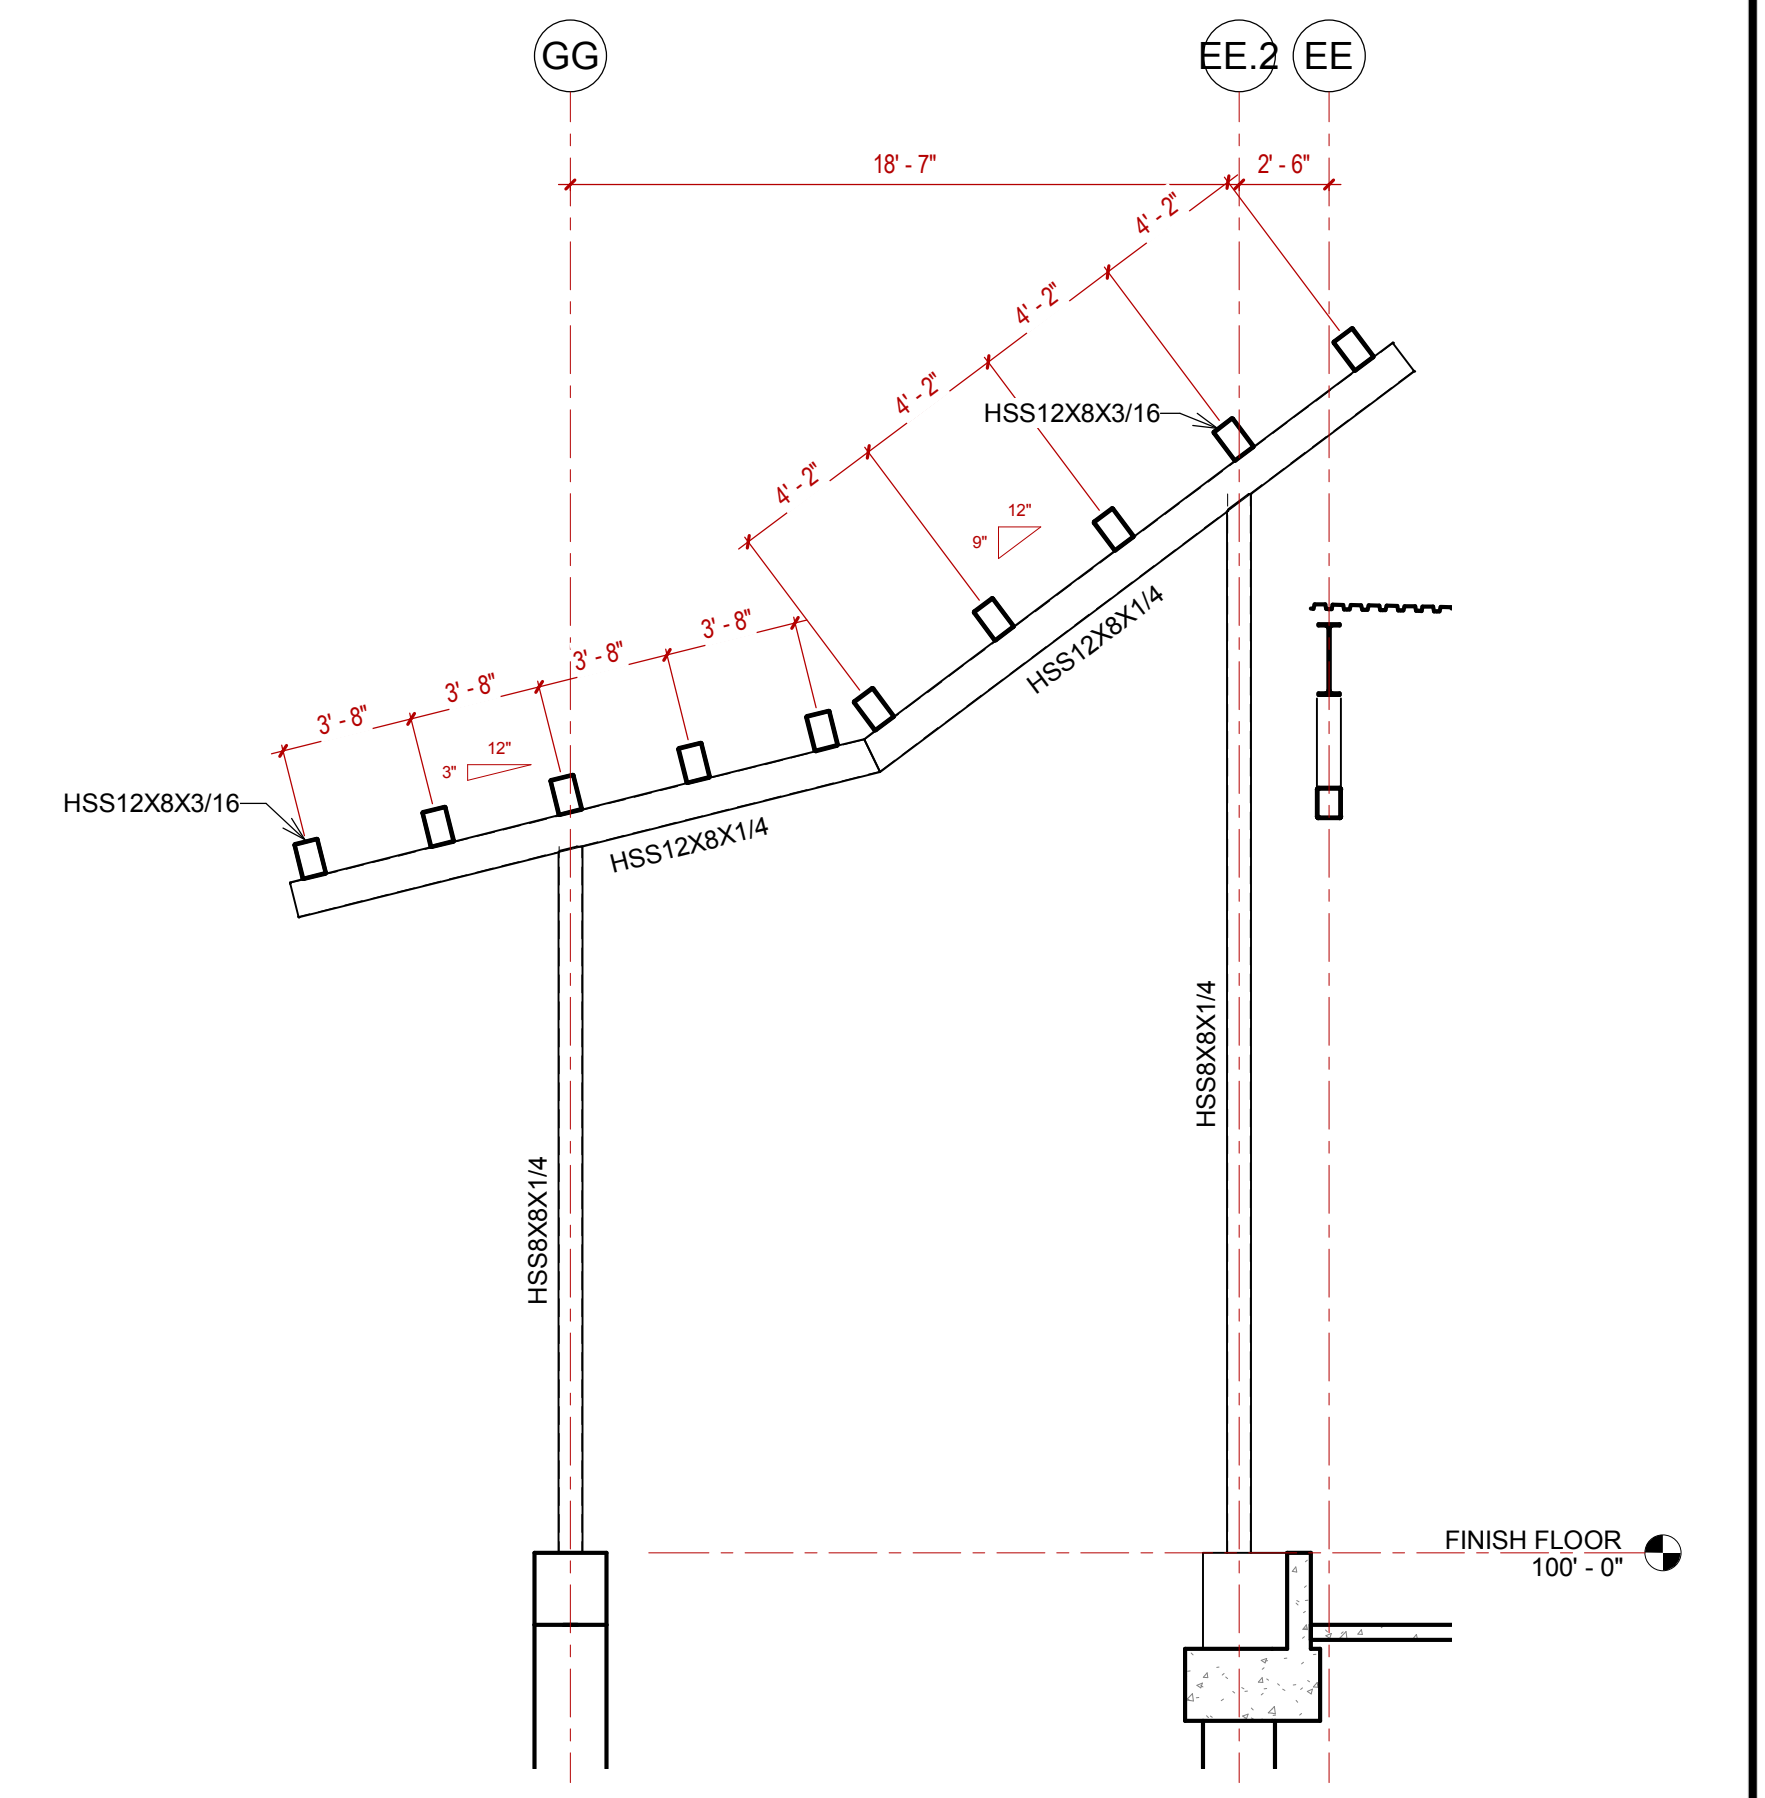 GG
EE.2
EE
18' - 7"
2' - 6"
4' - 2"
4' - 2"
4' - 2"
4' - 2"
4' - 2"
HSS12X8X3/16
12"
9"
HSS12X8X1/4
3' - 8"
3' - 8"
3' - 8"
3' - 8"
12"
3"
HSS12X8X3/16
HSS12X8X1/4
HSS8X8X1/4
HSS8X8X1/4
FINISH FLOOR
100' - 0"